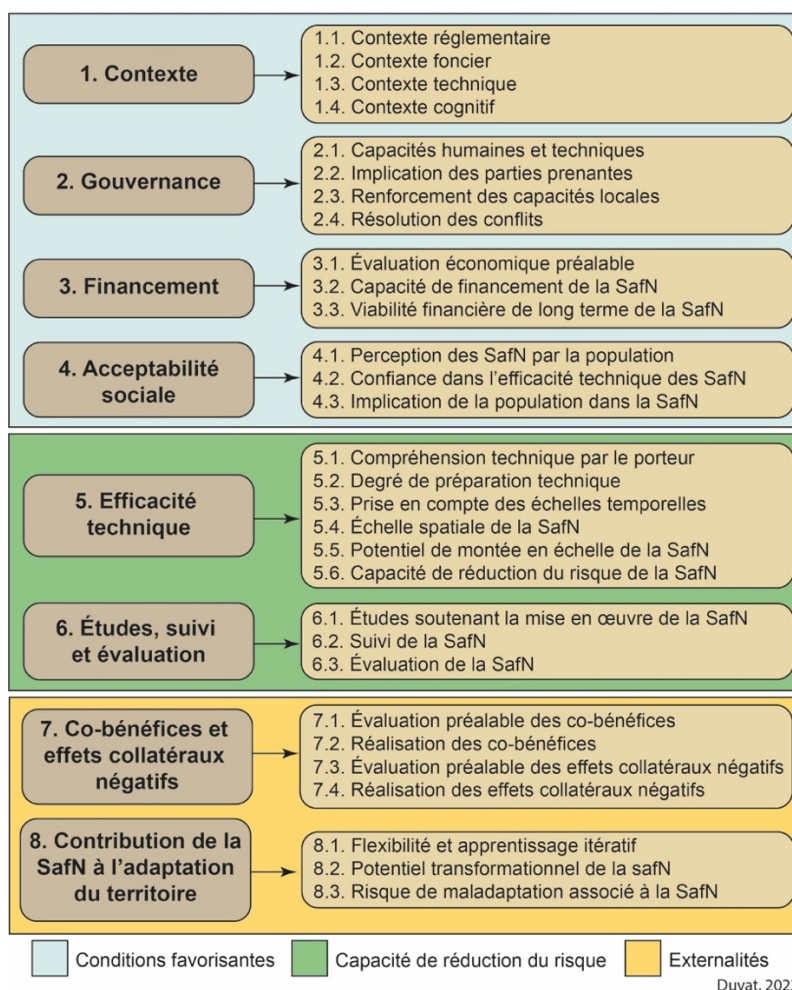 1. Contexte
1.1. Contexte réglementaire
1.2. Contexte foncier
1.3. Contexte technique
1.4. Contexte cognitif
2. Gouvernance
2.1. Capacités humaines et techniques
2.2. Implication des parties prenantes
2.3. Renforcement des capacités locales
2.4. Résolution des conflits
3. Financement
3.1. Évaluation économique préalable
3.2. Capacité de financement de la SafN
3.3. Viabilité financière de long terme de la SafN
4. Acceptabilité
sociale
4.1. Perception des SafN par la population
4.2. Confiance dans l'efficacité technique des SafN
4.3. Implication de la population dans la SafN
5. Efficacité
technique
5.1. Compréhension technique par le porteur
5.2. Degré de préparation technique
5.3. Prise en compte des échelles temporelles
5.4. Échelle spatiale de la SafN
5.5. Potentiel de montée en échelle de la SafN
5.6. Capacité de réduction du risque de la SafN
6. Études, suivi
et évaluation
6.1. Études soutenant la mise en œuvre de la SafN
6.2. Suivi de la SafN
6.3. Évaluation de la SafN
7. Co-bénéfices et
effets collatéraux
négatifs
7.1. Évaluation préalable des co-bénéfices
7.2. Réalisation des co-bénéfices
7.3. Évaluation préalable des effets collatéraux négatifs
7.4. Réalisation des effets collatéraux négatifs
8. Contribution de la
SafN à l'adaptation
du territoire
8.1. Flexibilité et apprentissage itératif
8.2. Potentiel transformationnel de la safN
8.3. Risque de maladaptation associé à la SafN
Conditions favorisantes
Capacité de réduction du risque
Externalités
Duvat,